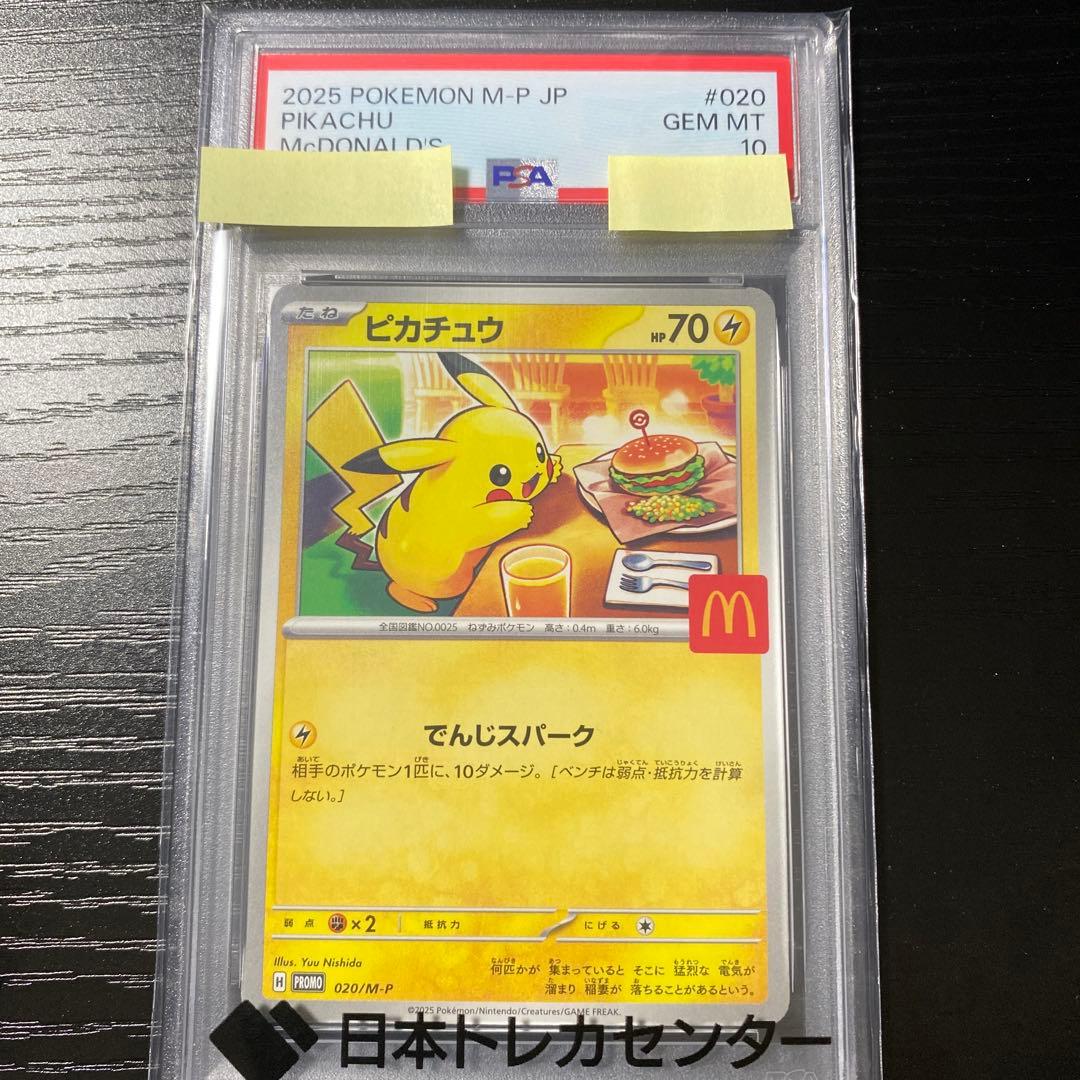 2025 POKEMON M-P JP #020
PIKACHU GEM MT
McDONALD'S 10
PSA
たね ピカチュウ HP 70
全国図鑑NO.0025 ねずみポケモン 高さ:0.4m 重さ:6.0kg
でんじスパーク
相手のポケモン1匹に、10ダメージ。[ベンチは弱点・抵抗力を計算
しない。]
弱点 ×2 抵抗力 にげる
Illus. Yuu Nishida
H PROMO 020/M-P
何匹かが 集まっていると そこに 猛烈な 電気が
溜まり 稲妻が 落ちることがあるという。
©2025 Pokémon/Nintendo/Creatures/GAME FREAK.
日本トレカセンター